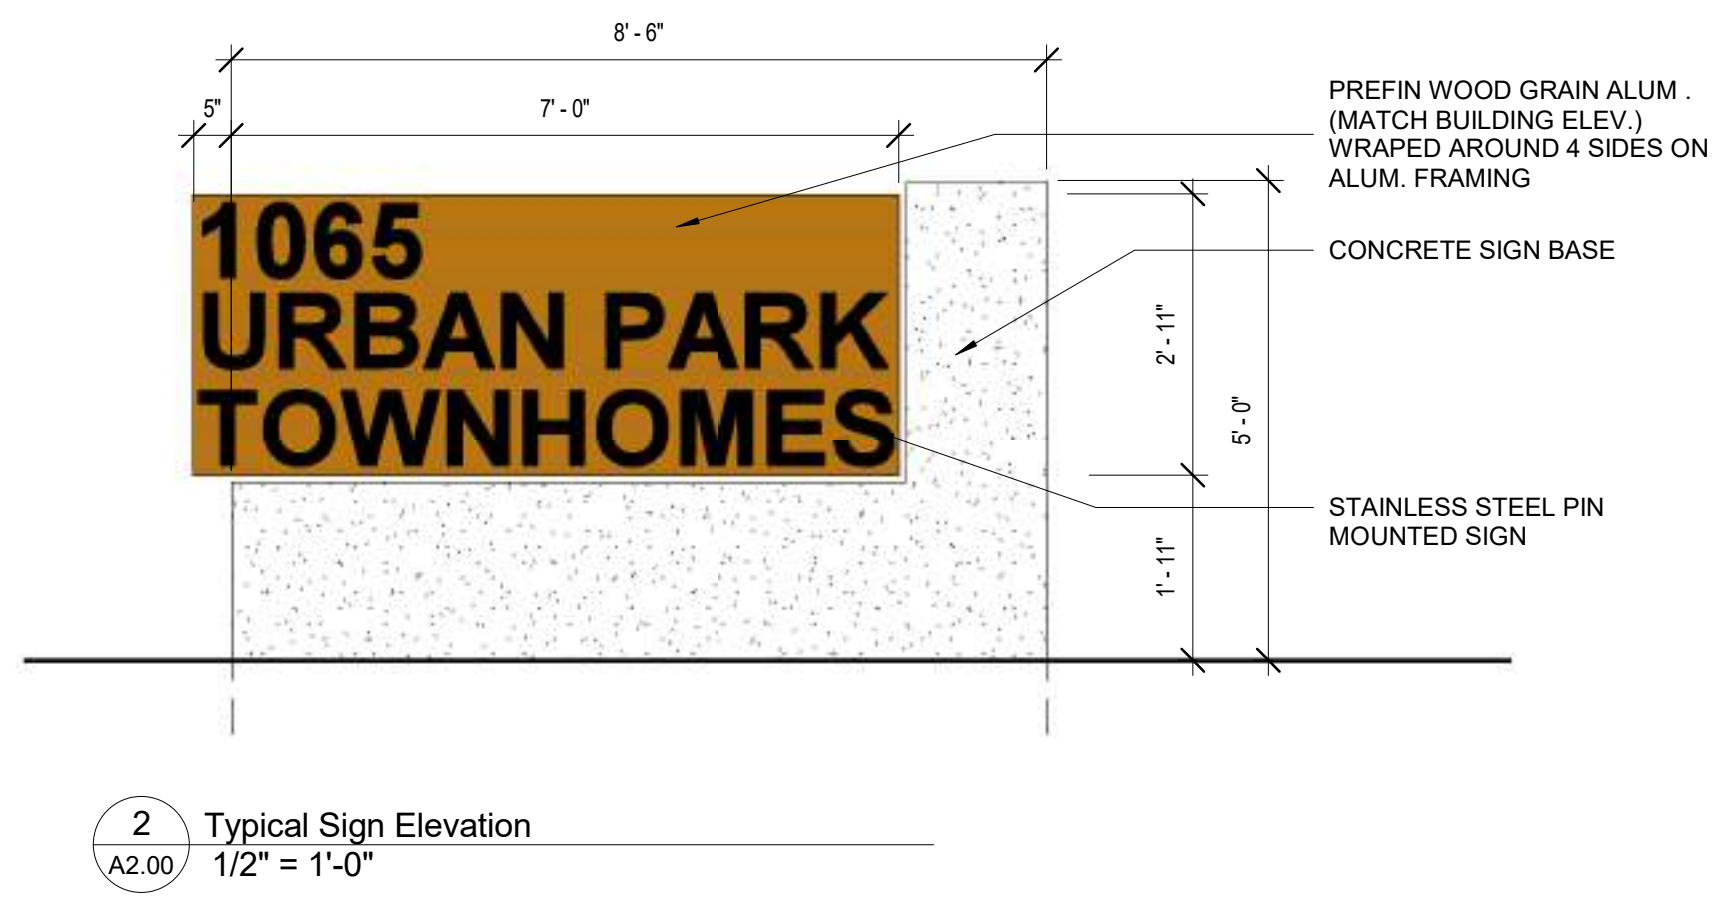 8' - 6"
5"
7' - 0"
PREFIN WOOD GRAIN ALUM .
(MATCH BUILDING ELEV.)
WRAPED AROUND 4 SIDES ON
ALUM. FRAMING
1065
URBAN PARK
TOWNHOMES
CONCRETE SIGN BASE
2' - 11"
5' - 0"
STAINLESS STEEL PIN
MOUNTED SIGN
1' - 11"
2
Typical Sign Elevation
A2.00
1/2" = 1'-0"